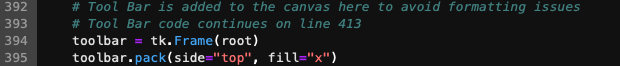 392 # Tool Bar is added to the canvas here to avoid formatting issues
393 # Tool Bar code continues on line 413
394 toolbar = tk.Frame(root)
395 toolbar.pack(side="top", fill="x")